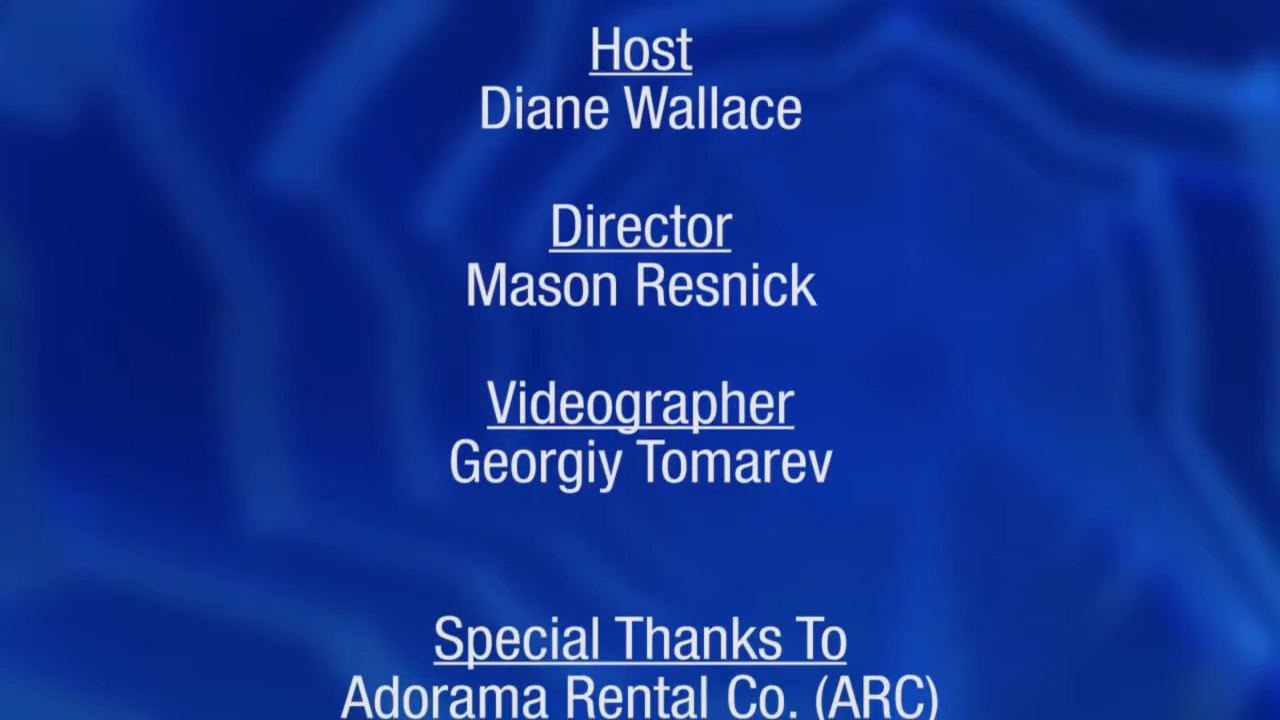 Host
Diane Wallace
Director
Mason Resnick
Videographer
Georgiy Tomarev
Special Thanks To
Adorama Rental Co. (ARC)